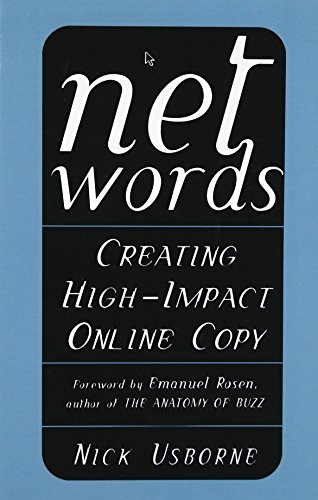 net
words
CREATING
HIGH-IMPACT
ONLINE COPY
Foreword by Emanuel Rosen,
author of THE ANATOMY OF BUZZ
NICK USBORNE